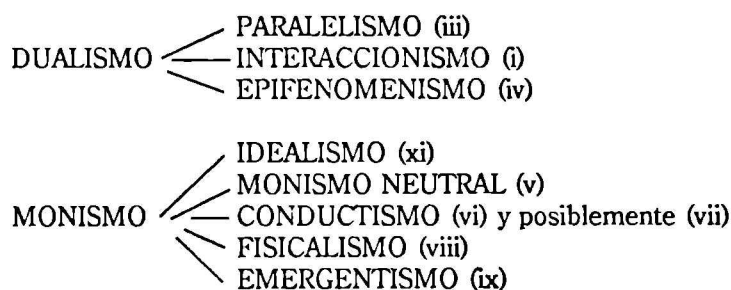 PARALELISMO (iii)
DUALISMO INTERACCIONISMO (i)
EPIFENOMENISMO (iv)
IDEALISMO (xi)
MONISMO NEUTRAL (v)
MONISMO CONDUCTISMO (vi) y posiblemente (vii)
FISICALISMO (viii)
EMERGENTISMO (ix)